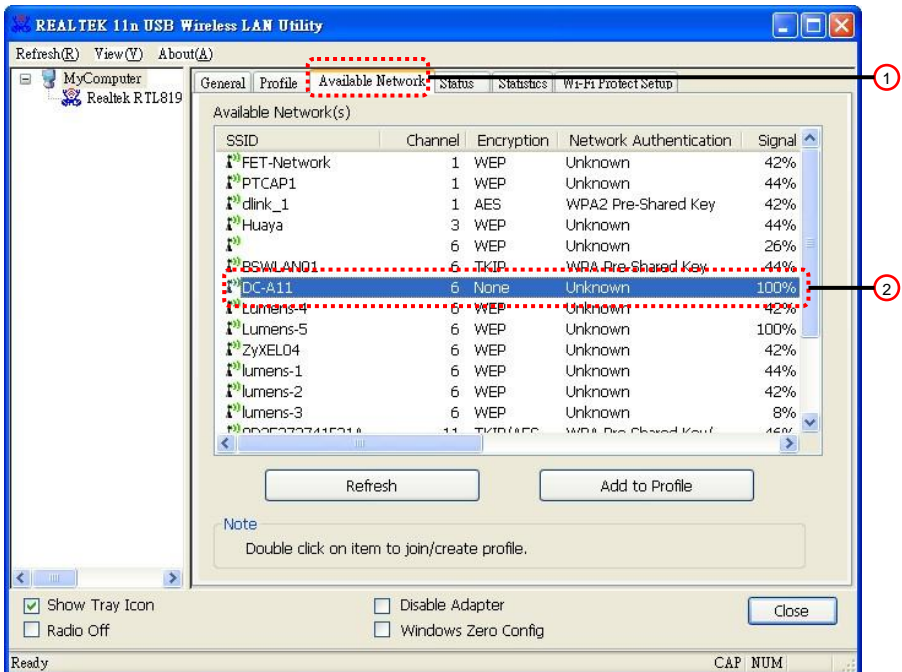 REALTEK 11n USB Wireless LAN Utility
Refresh(R) View(V) About(A)
MyComputer
Realtek RTL819
General Profile Available Network Status Statistics Wi-Fi Protect Setup
1
Available Network(s)
SSID Channel Encryption Network Authentication Signal
FET-Network 1 WEP Unknown 42%
PTCAP1 1 WEP Unknown 44%
dlink_1 1 AES WPA2 Pre-Shared Key 42%
Huaya 3 WEP Unknown 44%
6 WEP Unknown 26%
BSWLAN01 6 TKIP WPA Pre-Shared Key 44%
DC-A11 6 None Unknown 100%
2
Lumens-4 6 WEP Unknown 42%
Lumens-5 6 WEP Unknown 100%
ZyXEL04 6 WEP Unknown 42%
lumens-1 6 WEP Unknown 44%
lumens-2 6 WEP Unknown 42%
lumens-3 6 WEP Unknown 8%
11 WPA Pre-Shared Key/ 46%
Refresh Add to Profile
Note
Double click on item to join/create profile.
Show Tray Icon Disable Adapter
Radio Off Windows Zero Config
Close
Ready CAP NUM